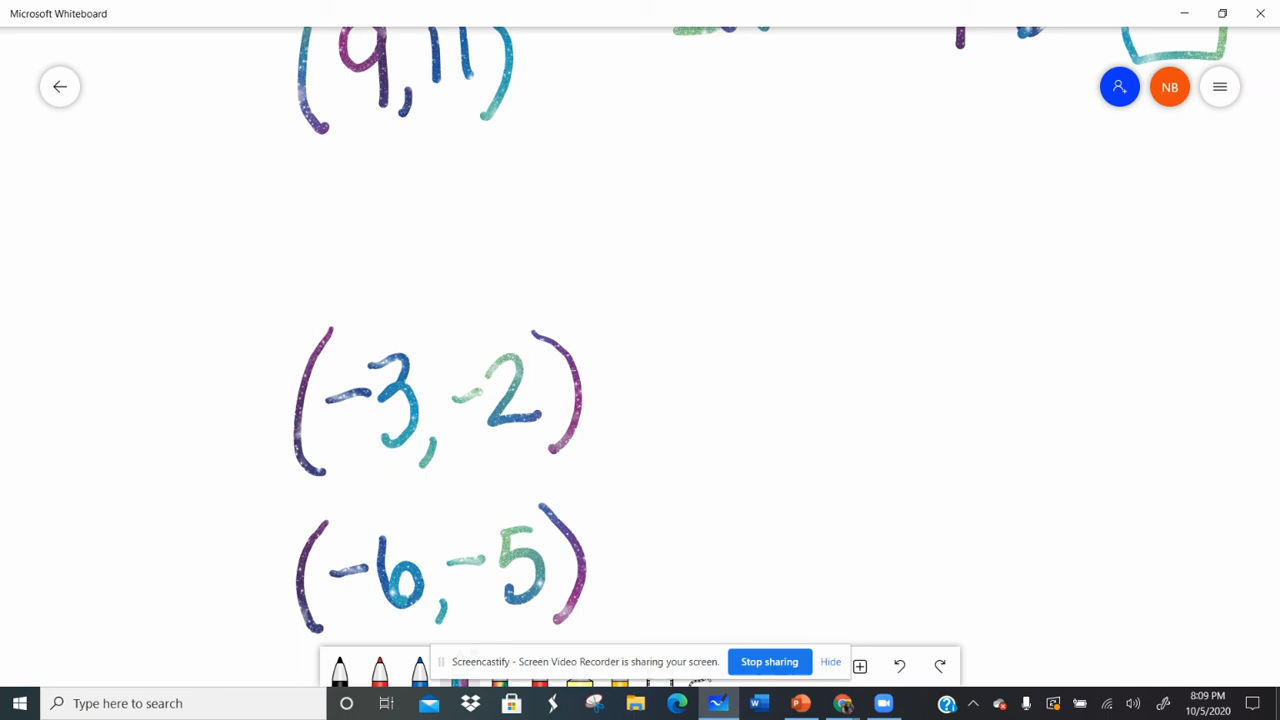 Microsoft Whiteboard
(9, 11)
NB
(-3, -2)
(-6, -5)
Screencastify - Screen Video Recorder is sharing your screen.
Stop sharing
Hide
Type here to search
8:09 PM
10/5/2020